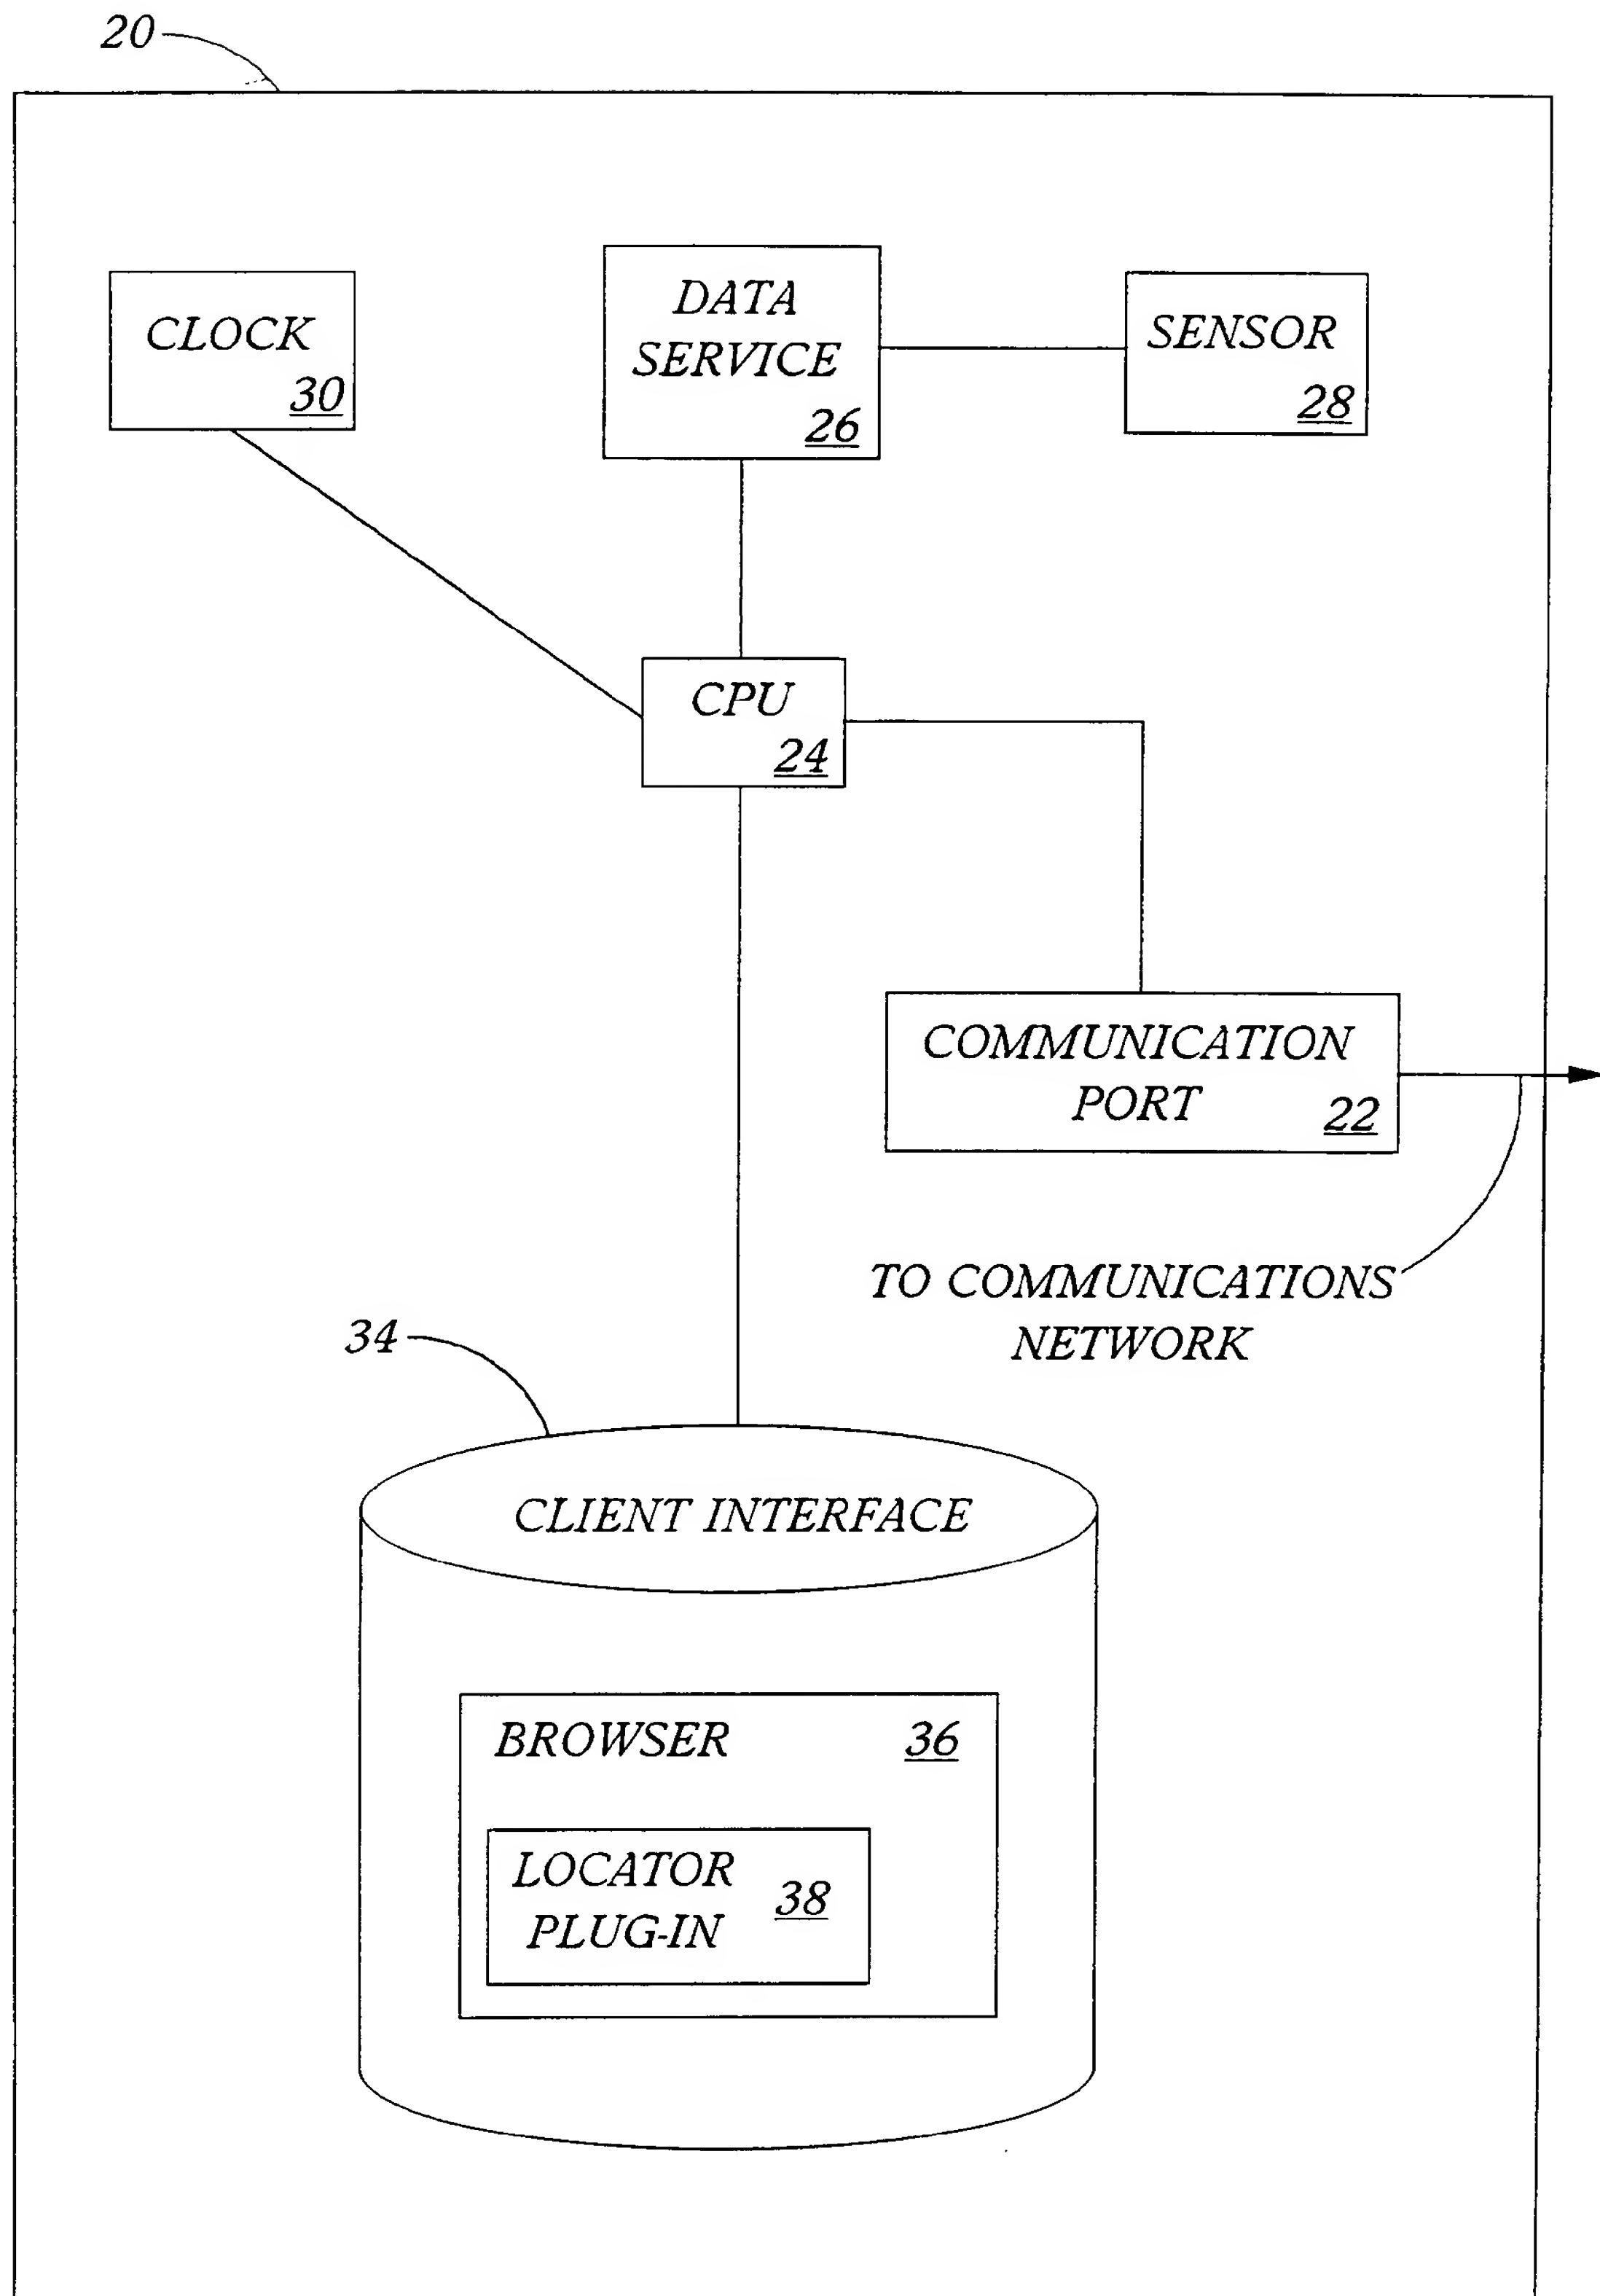 20
CLOCK
30
DATA
SERVICE
26
SENSOR
28
CPU
24
COMMUNICATION
PORT
22
TO COMMUNICATIONS
NETWORK
34
CLIENT INTERFACE
BROWSER 36
LOCATOR
PLUG-IN
38